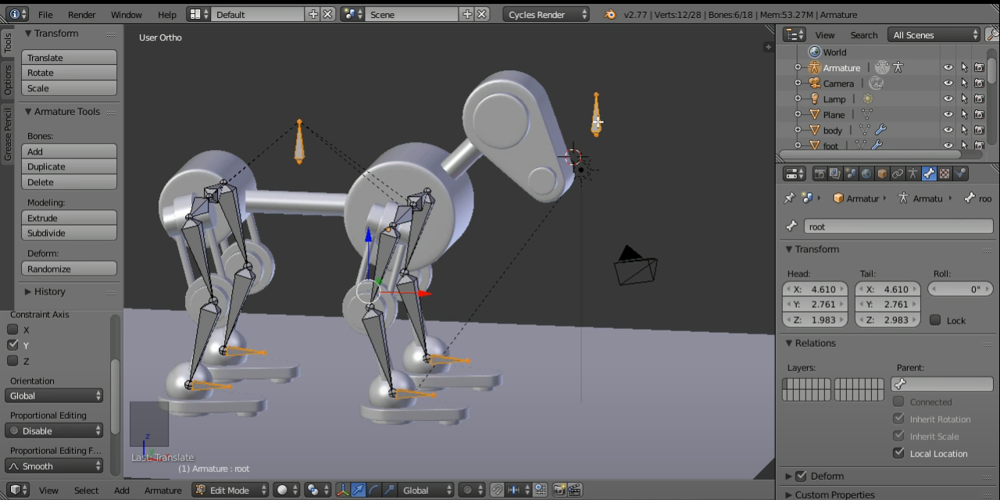 File Render Window Help Default Scene Cycles Render v2.77 | Verts:12/28 | Bones:6/18 | Mem:53.27M | Armature
Tools
Options
Grease Pencil
Transform
Translate
Rotate
Scale
Armature Tools
Bones:
Add
Duplicate
Delete
Modeling:
Extrude
Subdivide
Deform:
Randomize
History
Constraint Axis
X
Y
Z
Orientation
Global
Proportional Editing
Disable
Proportional Editing F...
Smooth
User Ortho
z
Last: Translate
(1) Armature : root
View Select Add Armature Edit Mode Global
View Search All Scenes
World
Armature
Camera
Lamp
Plane
body
foot
Armatur Armatu roo
root
Transform
Head: Tail: Roll:
X: 4.610 X: 4.610 0°
Y: 2.761 Y: 2.761
Z: 1.983 Z: 2.983 Lock
Relations
Layers: Parent:
Connected
Inherit Rotation
Inherit Scale
Local Location
Deform
Custom Properties